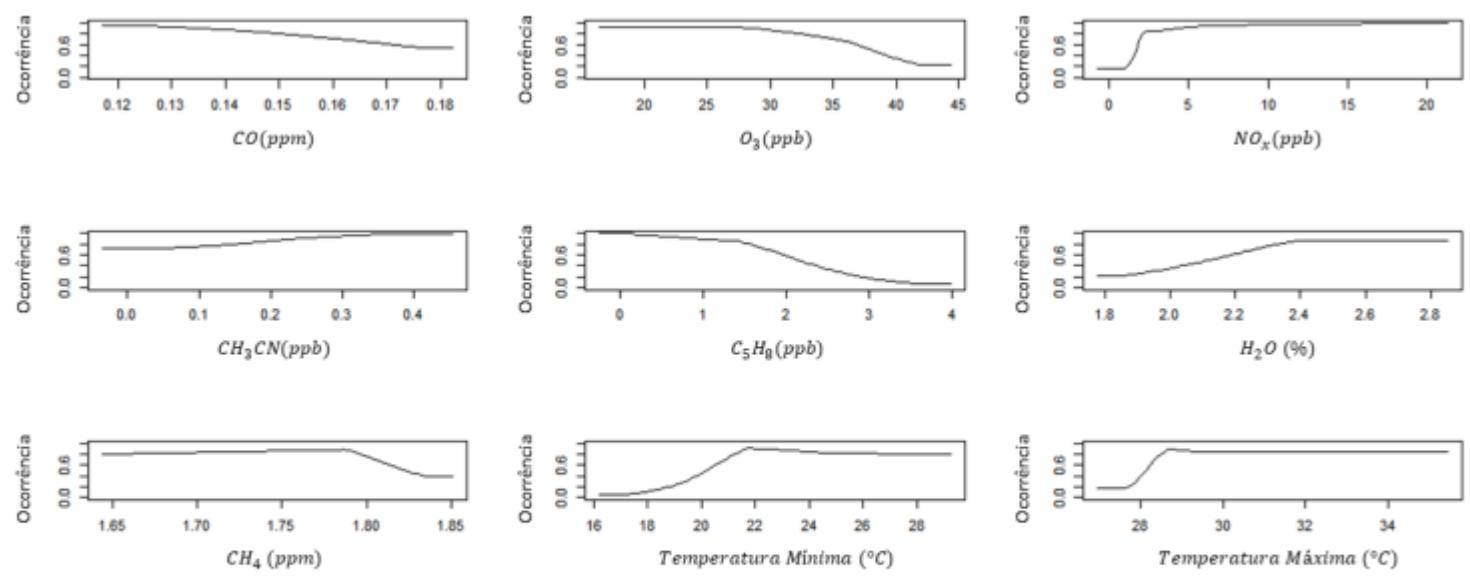 Ocorrência
0.0 0.6
0.12 0.13 0.14 0.15 0.16 0.17 0.18
CO(ppm)
Ocorrência
0.0 0.6
20 25 30 35 40 45
O₃(ppb)
Ocorrência
0.0 0.6
0 5 10 15 20
NOₓ(ppb)
Ocorrência
0.0 0.6
0.0 0.1 0.2 0.3 0.4
CH₃CN(ppb)
Ocorrência
0.0 0.6
0 1 2 3 4
C₅H₈(ppb)
Ocorrência
0.0 0.6
1.8 2.0 2.2 2.4 2.6 2.8
H₂O (%)
Ocorrência
0.0 0.6
1.65 1.70 1.75 1.80 1.85
CH₄ (ppm)
Ocorrência
0.0 0.6
16 18 20 22 24 26 28
Temperatura Mínima (°C)
Ocorrência
0.0 0.6
28 30 32 34
Temperatura Máxima (°C)